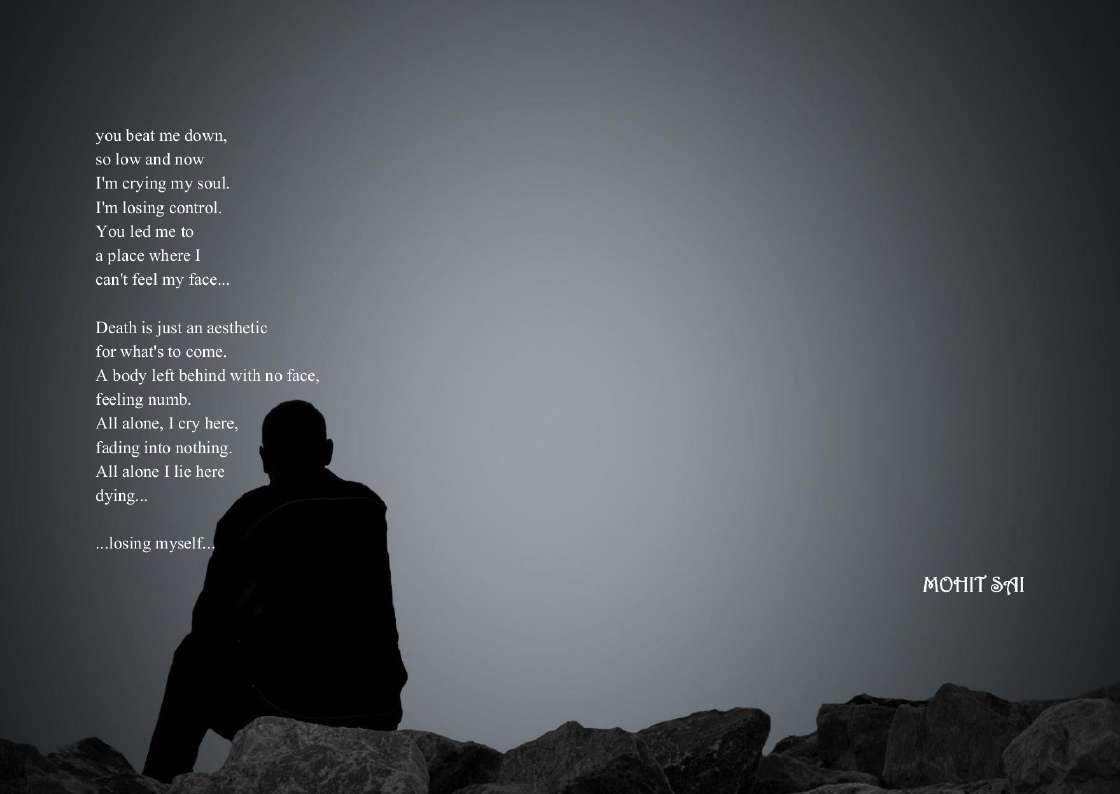 you beat me down,
so low and now
I'm crying my soul.
I'm losing control.
You led me to
a place where I
can't feel my face...
Death is just an aesthetic
for what's to come.
A body left behind with no face,
feeling numb.
All alone, I cry here,
fading into nothing.
All alone I lie here
dying...
...losing myself...
MOHIT SAI